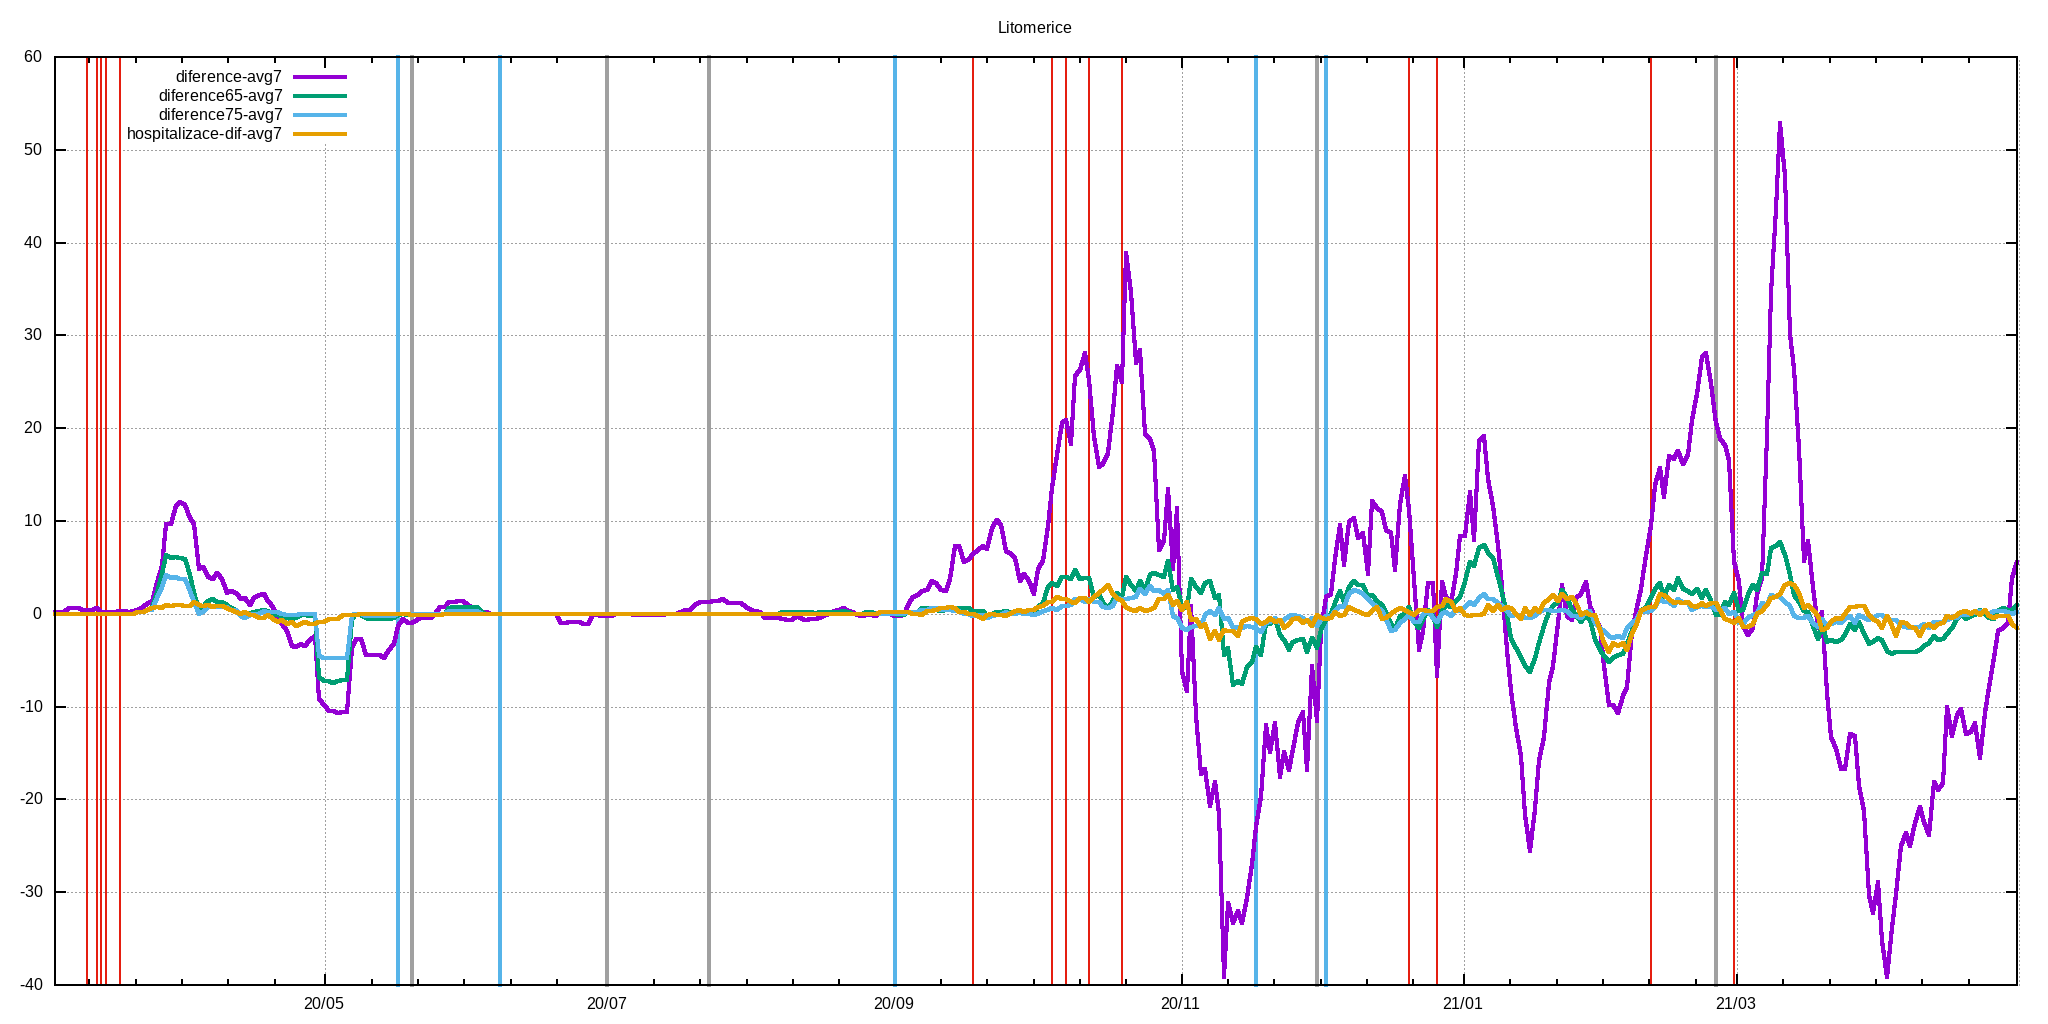 Litomerice
60
50
40
30
20
10
0
-10
-20
-30
-40
diference-avg7
diference65-avg7
diference75-avg7
hospitalizace-dif-avg7
20/05 20/07 20/09 20/11 21/01 21/03